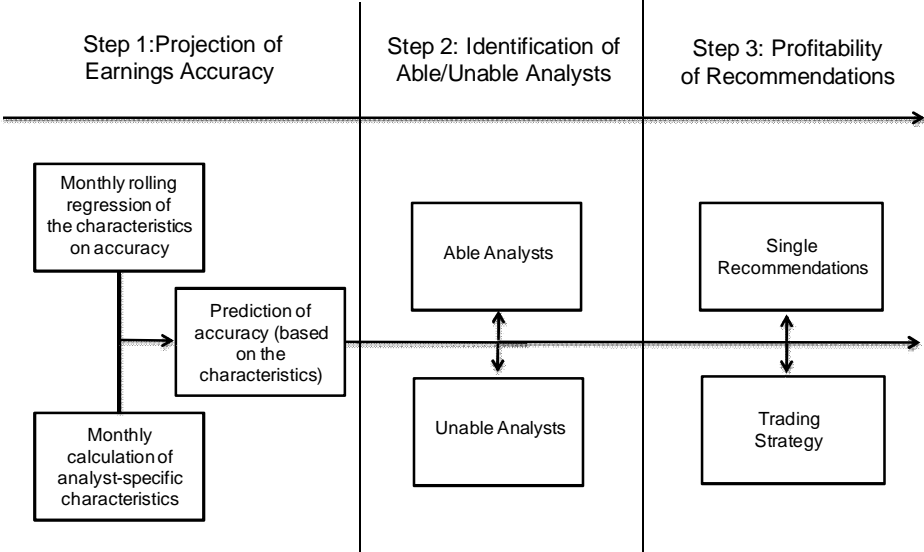 Step 1:Projection of
Earnings Accuracy
Step 2: Identification of
Able/Unable Analysts
Step 3: Profitability
of Recommendations
Monthly rolling
regression of
the characteristics
on accuracy
Prediction of
accuracy (based
on the
characteristics)
Monthly
calculation of
analyst-specific
characteristics
Able Analysts
Unable Analysts
Single
Recommendations
Trading
Strategy